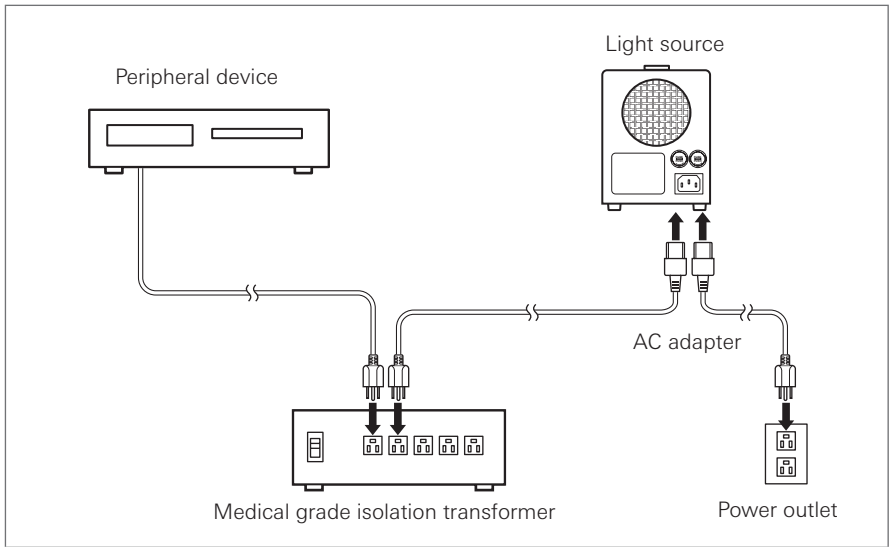 Light source
Peripheral device
AC adapter
Medical grade isolation transformer
Power outlet